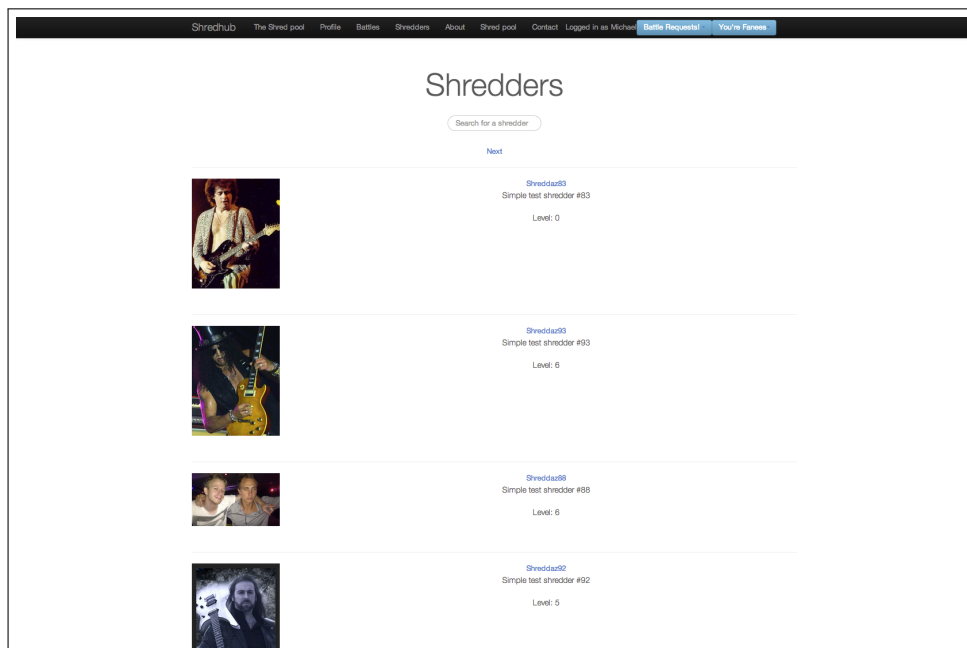 Shredhub The Shred pool Profile Battles Shredders About Shred pool Contact Logged in as Michael Battle Requests! You're Fanees
Shredders
Search for a shredder
Next
Shreddaz83
Simple test shredder #83
Level: 0
Shreddaz93
Simple test shredder #93
Level: 6
Shreddaz88
Simple test shredder #88
Level: 6
Shreddaz92
Simple test shredder #92
Level: 5